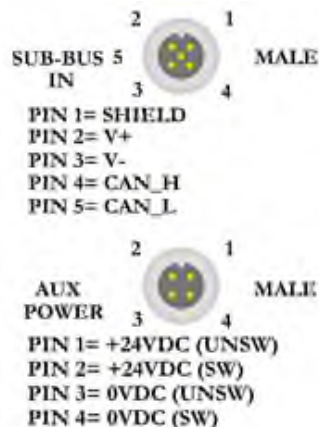 2 1
SUB-BUS 5 MALE
IN
3 4
PIN 1= SHIELD
PIN 2= V+
PIN 3= V-
PIN 4= CAN_H
PIN 5= CAN_L
2 1
AUX MALE
POWER 3 4
PIN 1= +24VDC (UNSW)
PIN 2= +24VDC (SW)
PIN 3= 0VDC (UNSW)
PIN 4= 0VDC (SW)